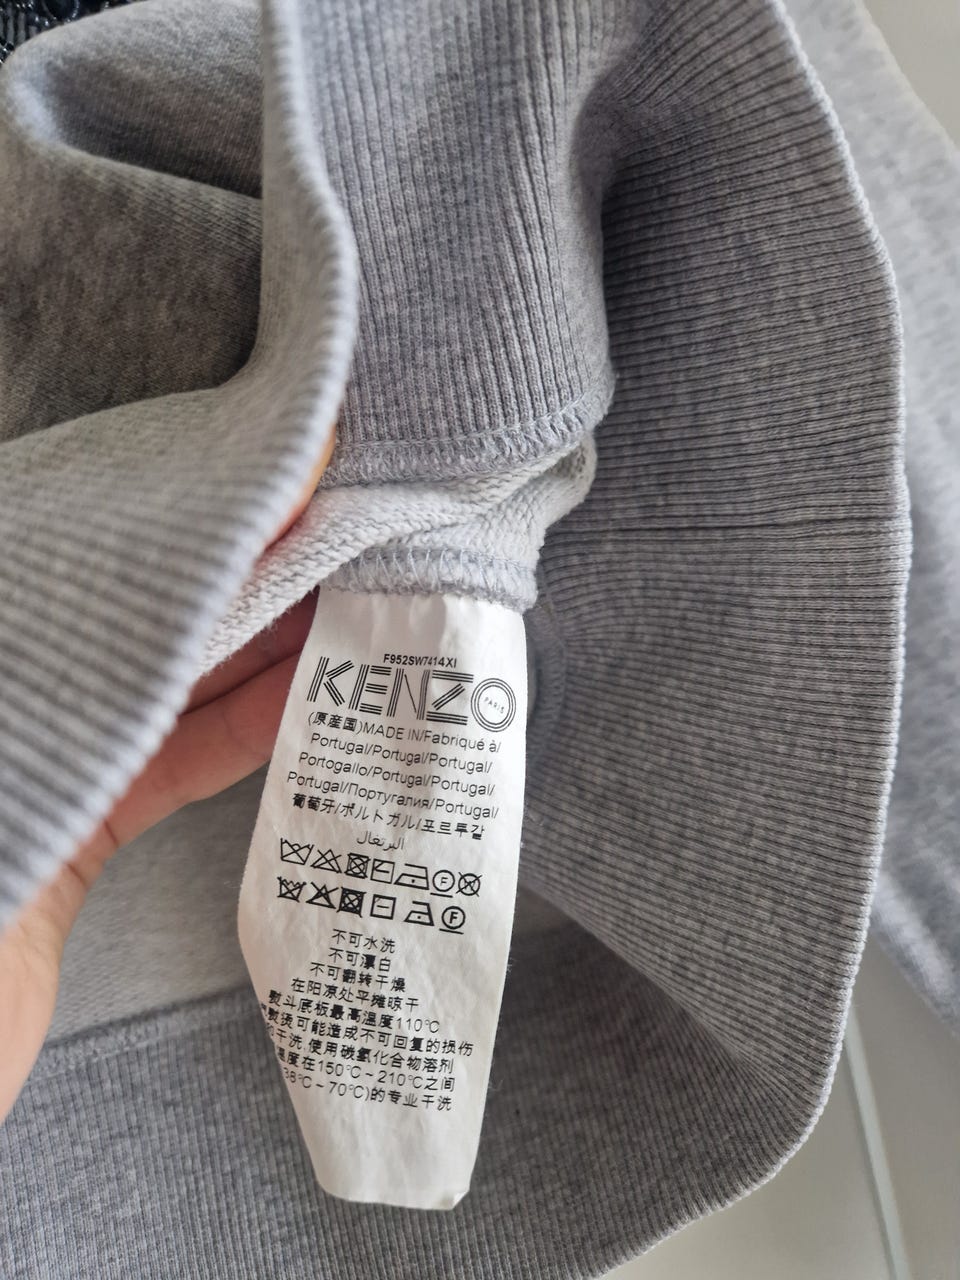 F952SW7414XI
KENZO
PARIS
(原産国)MADE IN/Fabriqué à/
Portugal/Portugal/Portugal/
Portogallo/Portugal/Portugal/
Portugal/Португалия/Portugal/
葡萄牙/ポルトガル/포르투갈
البرتغال
F
F
不可水洗
不可漂白
不可翻转干燥
在阳凉处平摊晾干
熨斗底板最高温度110°C
熨烫可能造成不可回复的损伤
干洗,使用碳氢化合物溶剂
温度在150°C~210°C之间
38°C~70°C)的专业干洗